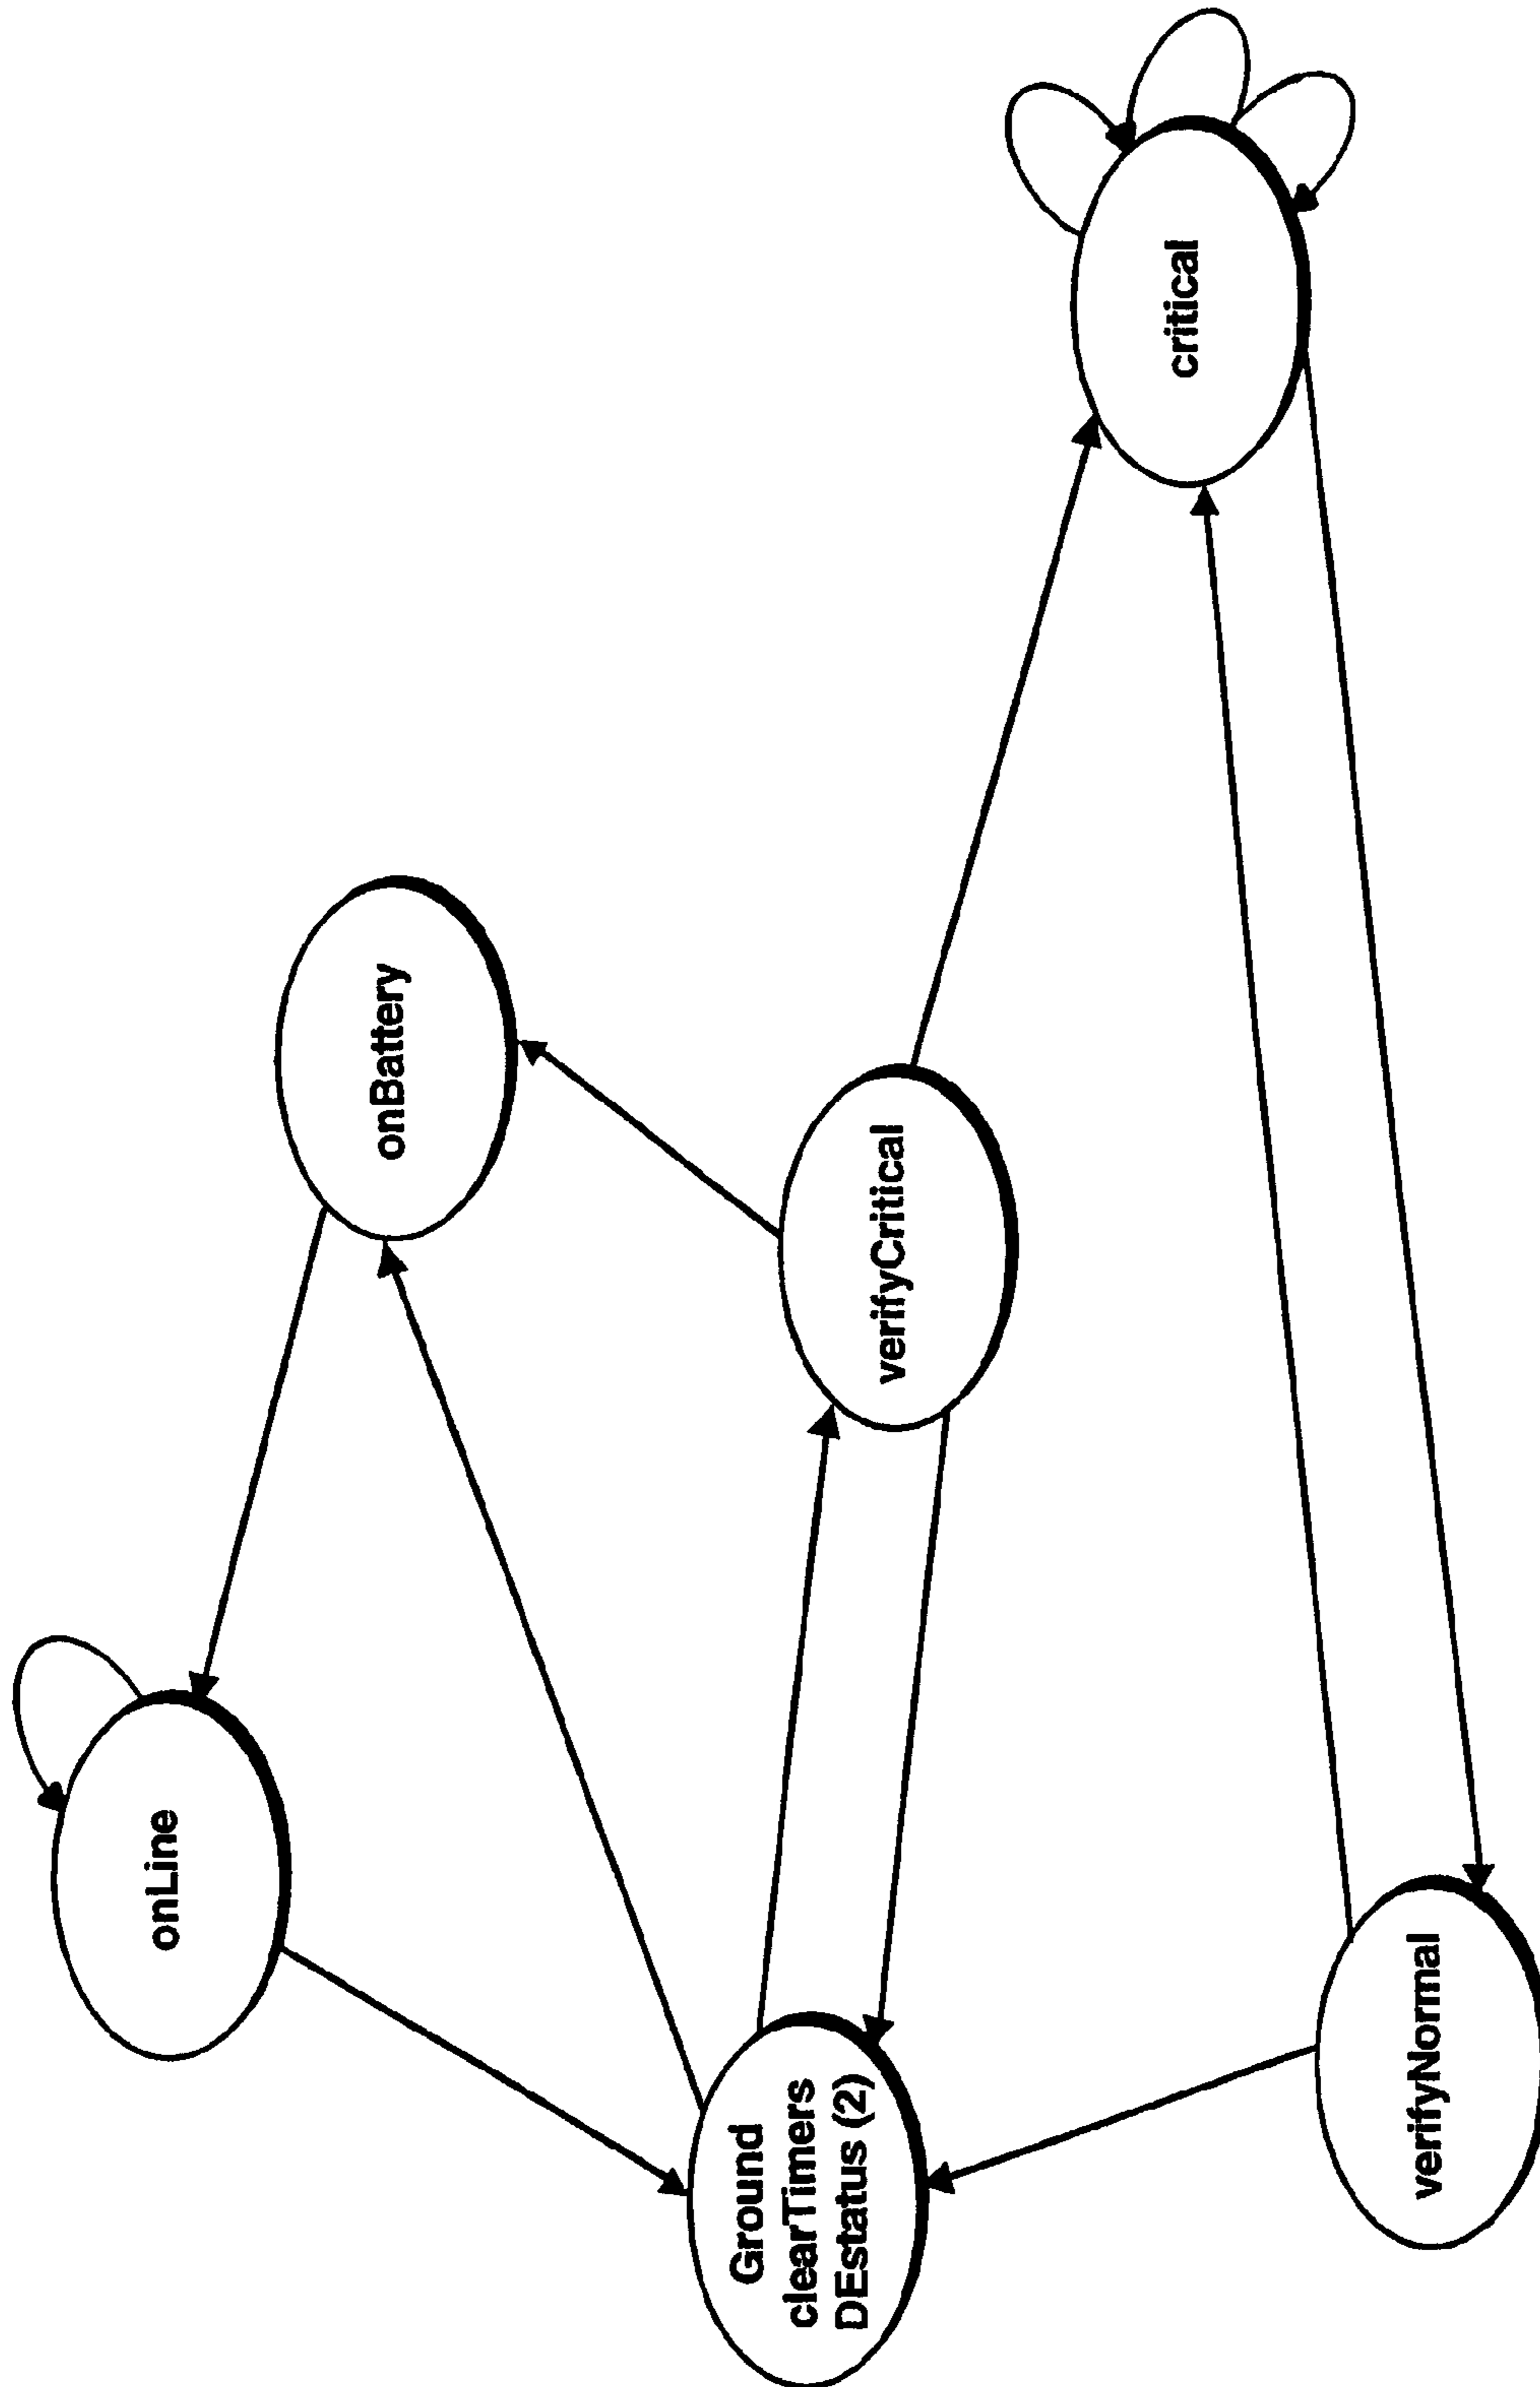 onLine
onBattery
Ground
clearTimers
DEstatus (2)
verifyCritical
critical
verifyNormal